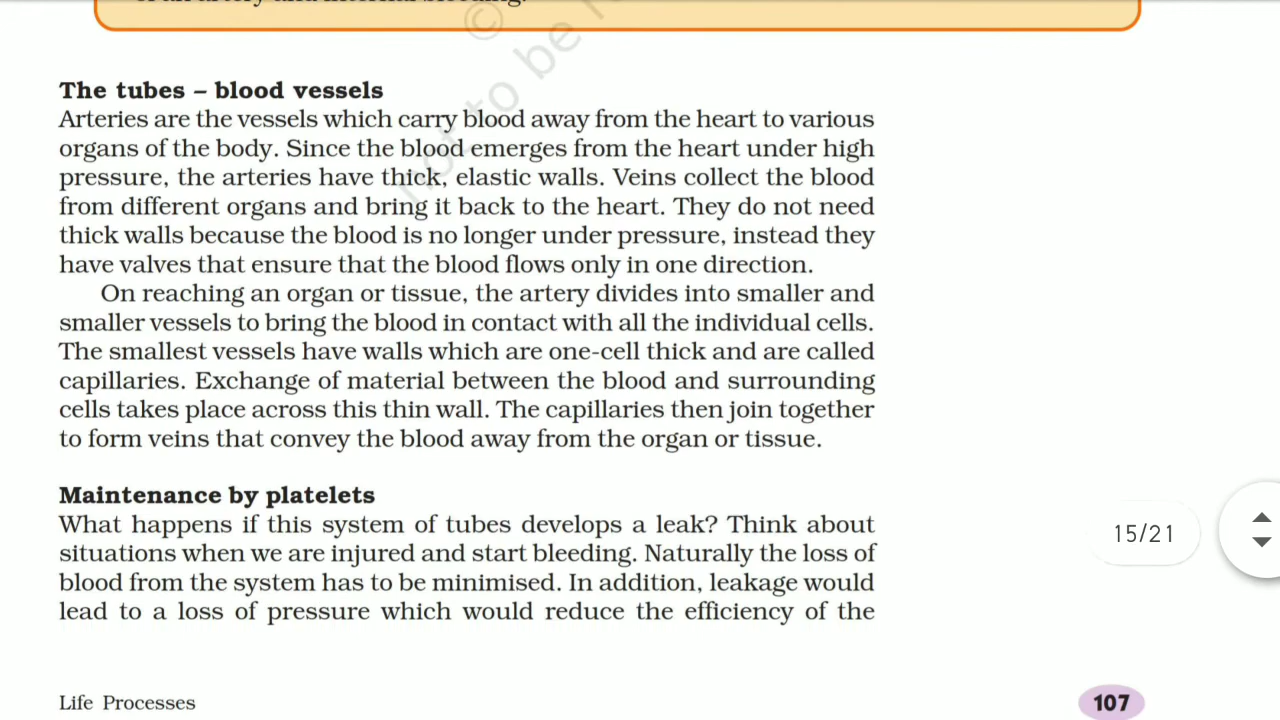 The tubes – blood vessels
Arteries are the vessels which carry blood away from the heart to various
organs of the body. Since the blood emerges from the heart under high
pressure, the arteries have thick, elastic walls. Veins collect the blood
from different organs and bring it back to the heart. They do not need
thick walls because the blood is no longer under pressure, instead they
have valves that ensure that the blood flows only in one direction.
On reaching an organ or tissue, the artery divides into smaller and
smaller vessels to bring the blood in contact with all the individual cells.
The smallest vessels have walls which are one-cell thick and are called
capillaries. Exchange of material between the blood and surrounding
cells takes place across this thin wall. The capillaries then join together
to form veins that convey the blood away from the organ or tissue.
Maintenance by platelets
What happens if this system of tubes develops a leak? Think about
situations when we are injured and start bleeding. Naturally the loss of
blood from the system has to be minimised. In addition, leakage would
lead to a loss of pressure which would reduce the efficiency of the
15/21
Life Processes
107
©
not to be